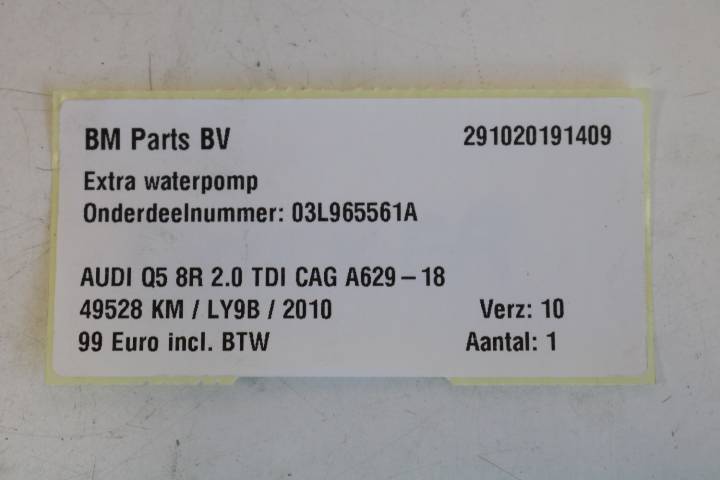 BM Parts BV 291020191409
Extra waterpomp
Onderdeelnummer: 03L965561A
AUDI Q5 8R 2.0 TDI CAG A629-18
49528 KM / LY9B / 2010 Verz: 10
99 Euro incl. BTW Aantal: 1